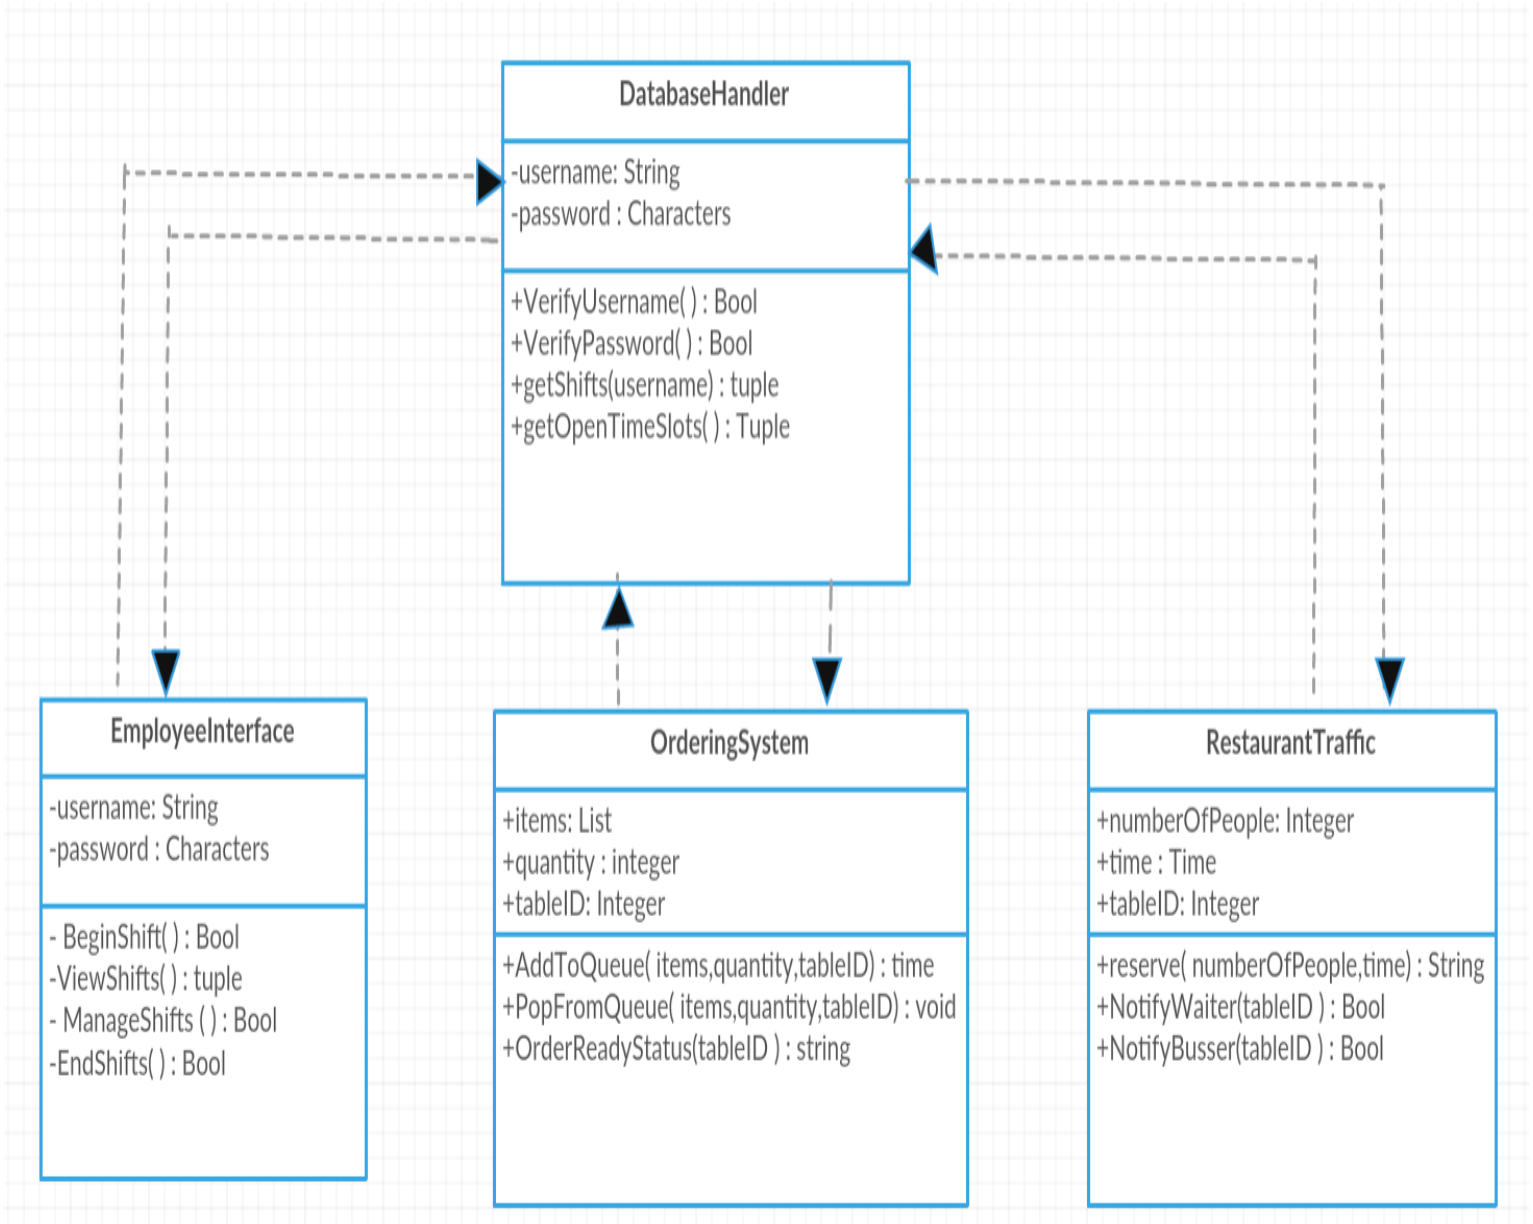 DatabaseHandler
-username: String
-password : Characters
+VerifyUsername( ) : Bool
+VerifyPassword( ) : Bool
+getShifts(username) : tuple
+getOpenTimeSlots( ) : Tuple
EmployeeInterface
-username: String
-password : Characters
- BeginShift( ) : Bool
-ViewShifts( ) : tuple
- ManageShifts ( ) : Bool
-EndShifts( ) : Bool
OrderingSystem
+items: List
+quantity : integer
+tableID: Integer
+AddToQueue( items,quantity,tableID) : time
+PopFromQueue( items,quantity,tableID) : void
+OrderReadyStatus(tableID ) : string
RestaurantTraffic
+numberOfPeople: Integer
+time : Time
+tableID: Integer
+reserve( numberOfPeople,time) : String
+NotifyWaiter(tableID ) : Bool
+NotifyBusser(tableID ) : Bool